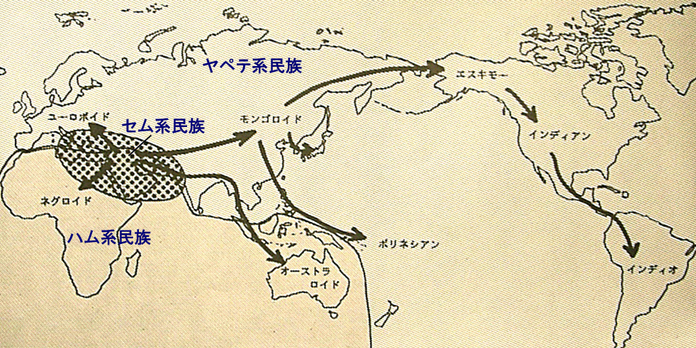 ヤペテ系民族
エスキモー
ユーロポイド
セム系民族
モンゴロイド
インディアン
ネグロイド
ハム系民族
ポリネシアン
オーストラ
ロイド
インディオ